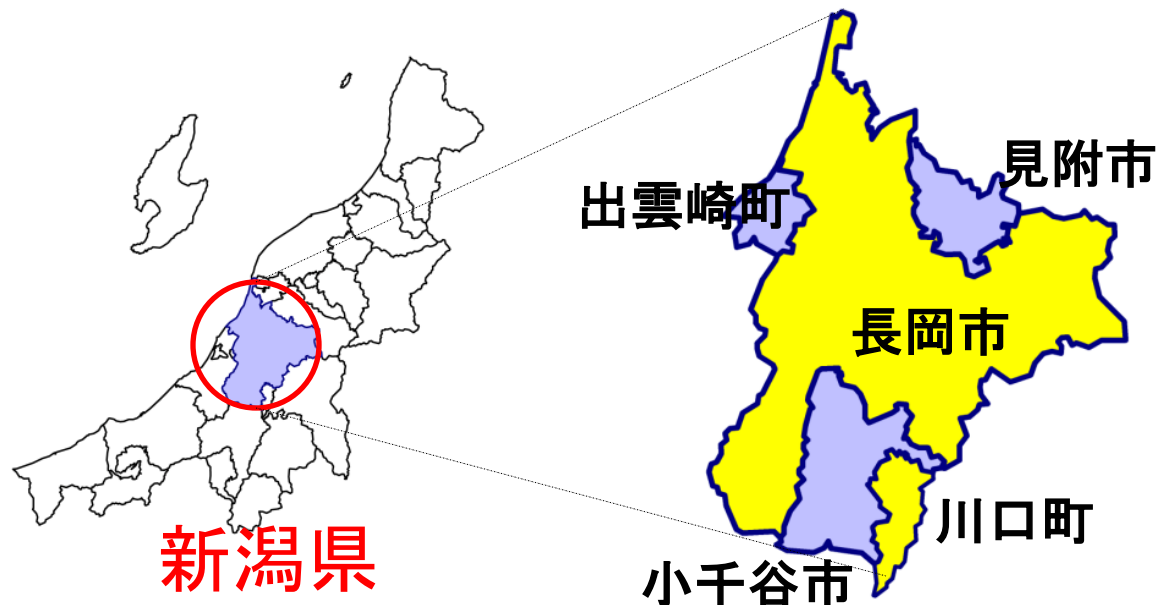 見附市
出雲崎町
長岡市
川口町
新潟県
小千谷市